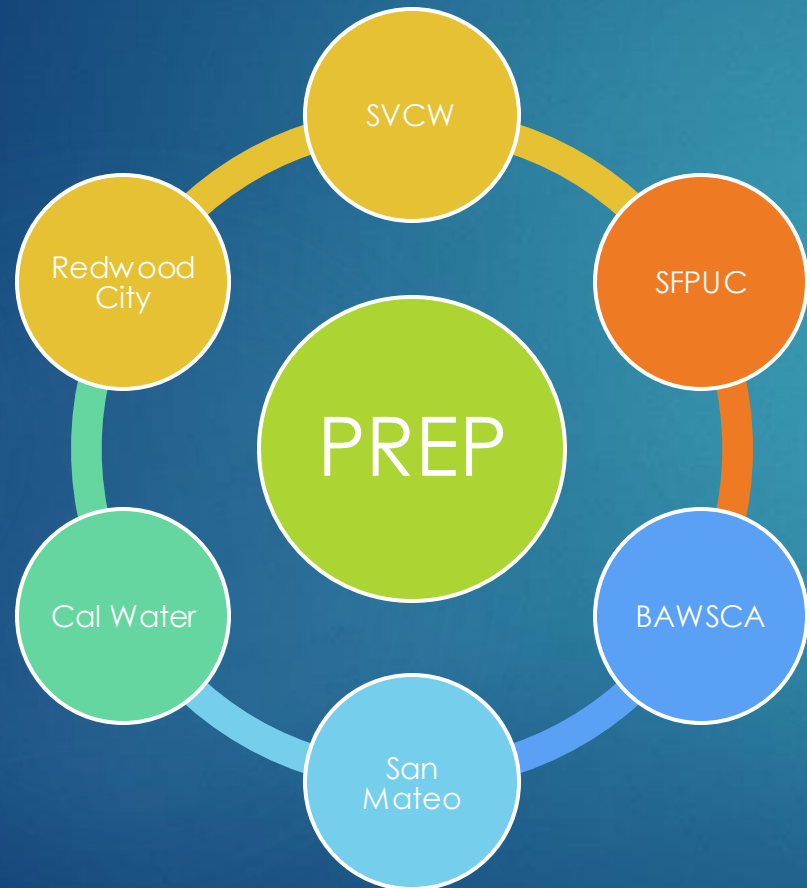 SVCW
Redwood
City
SFPUC
PREP
Cal Water
BAWSCA
San
Mateo